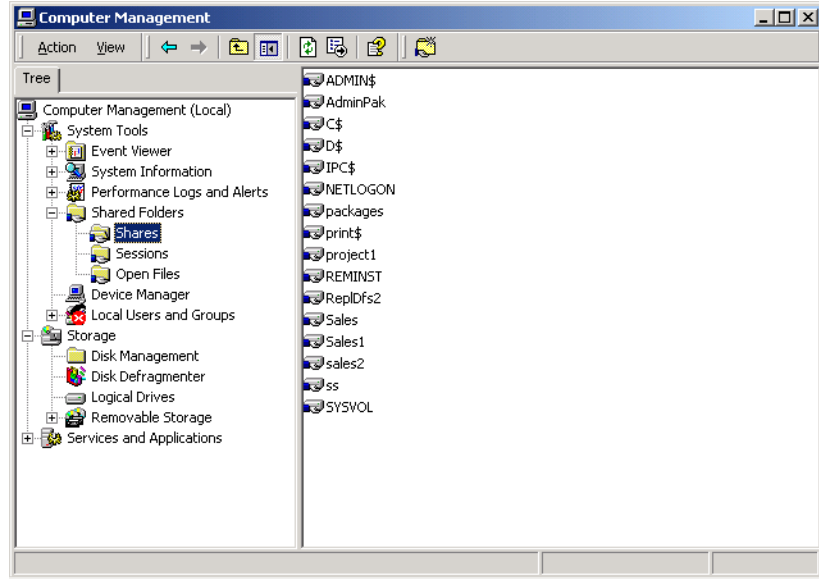 Computer Management
Action View
Tree
Computer Management (Local)
System Tools
Event Viewer
System Information
Performance Logs and Alerts
Shared Folders
Shares
Sessions
Open Files
Device Manager
Local Users and Groups
Storage
Disk Management
Disk Defragmenter
Logical Drives
Removable Storage
Services and Applications
ADMIN$
AdminPak
C$
D$
IPC$
NETLOGON
packages
print$
project1
REMINST
ReplDfs2
Sales
Sales1
sales2
ss
SYSVOL